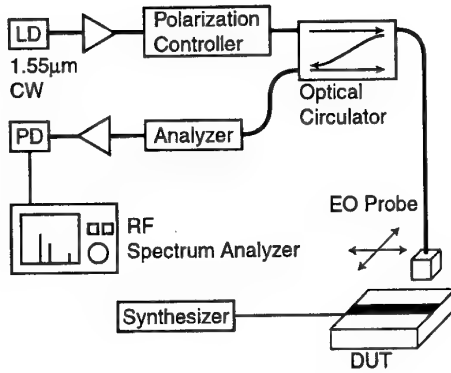 LD
Polarization
Controller
1.55μm
CW
Optical
Circulator
PD
Analyzer
EO Probe
RF
Spectrum Analyzer
Synthesizer
DUT